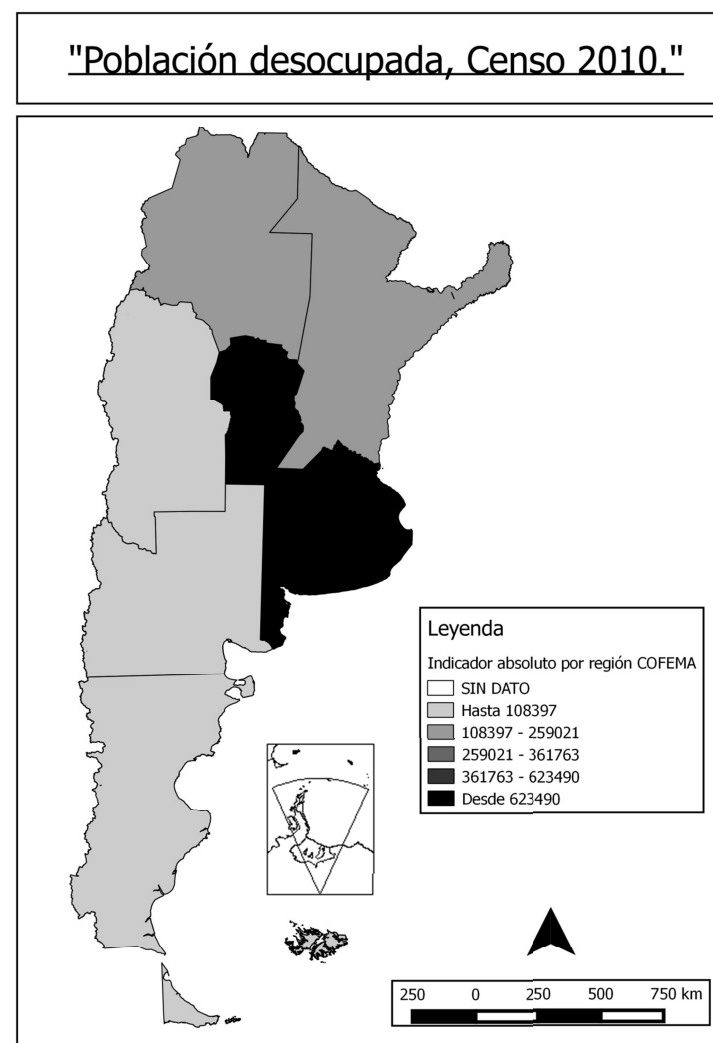 "Población desocupada, Censo 2010."
Leyenda
Indicador absoluto por región COFEMA
SIN DATO
Hasta 108397
108397 - 259021
259021 - 361763
361763 - 623490
Desde 623490
250 0 250 500 750 km